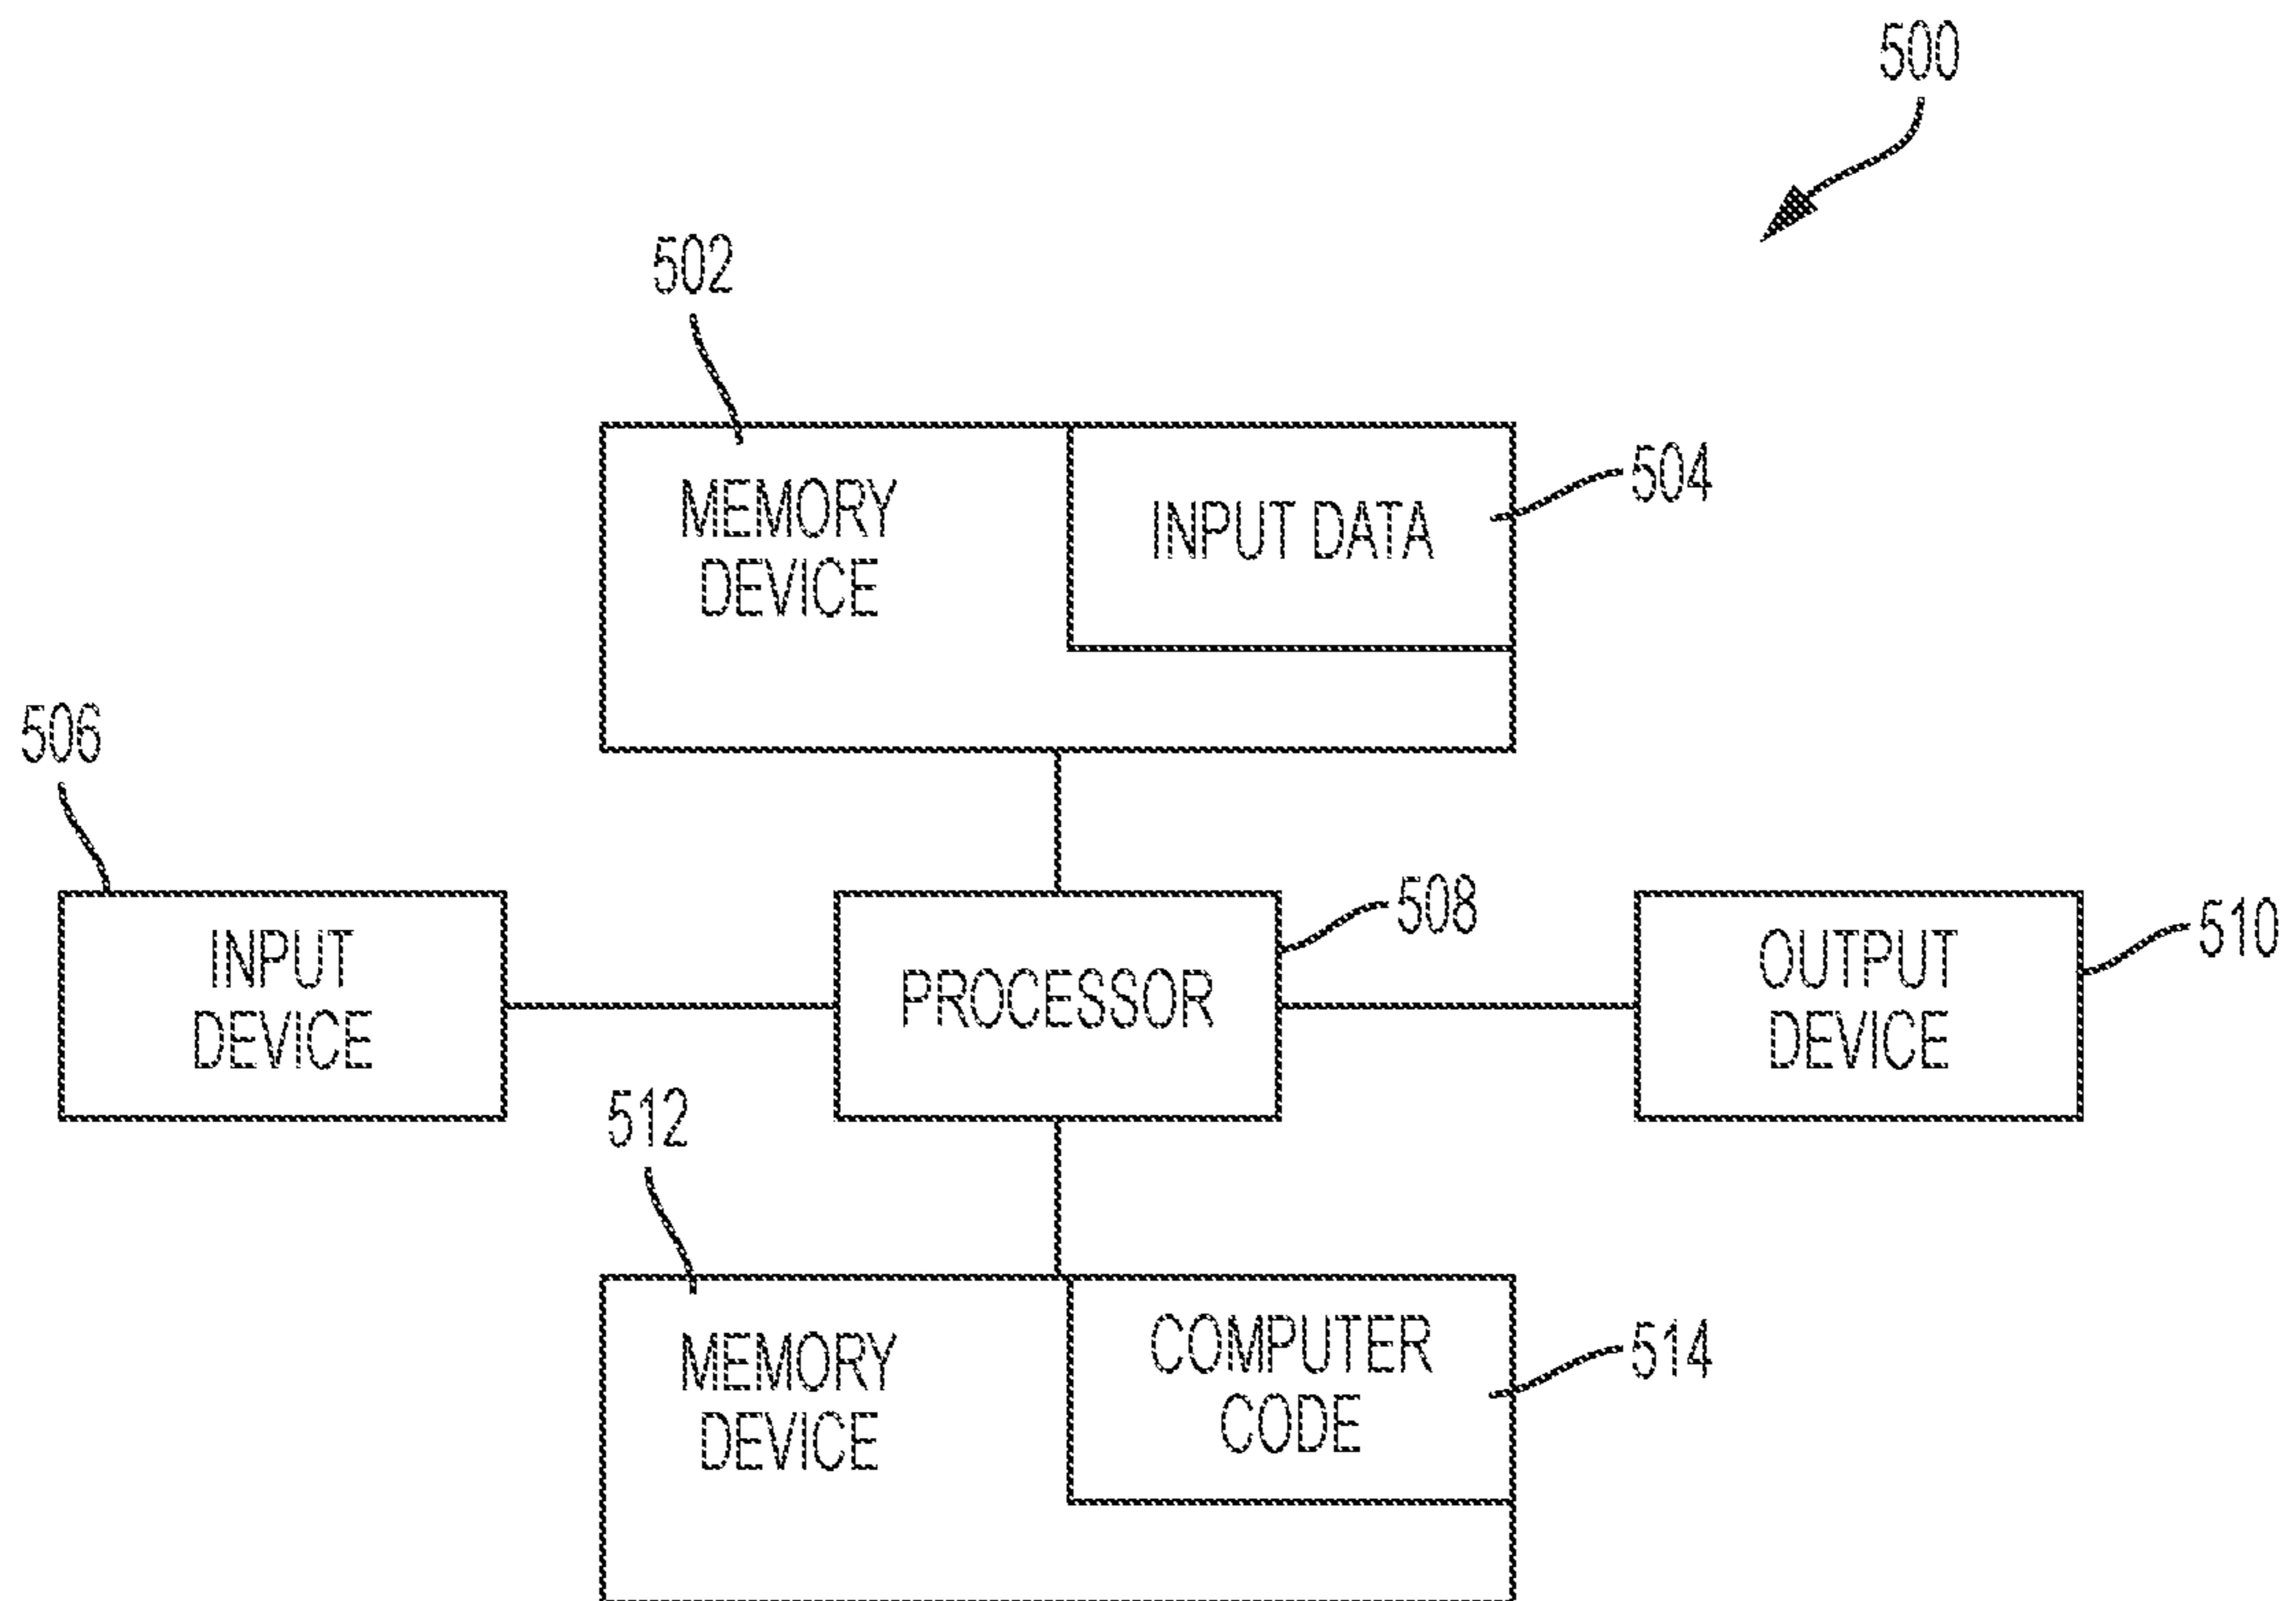 500
502
MEMORY
DEVICE
INPUT DATA
504
506
INPUT
DEVICE
PROCESSOR
508
OUTPUT
DEVICE
510
512
MEMORY
DEVICE
COMPUTER
CODE
514